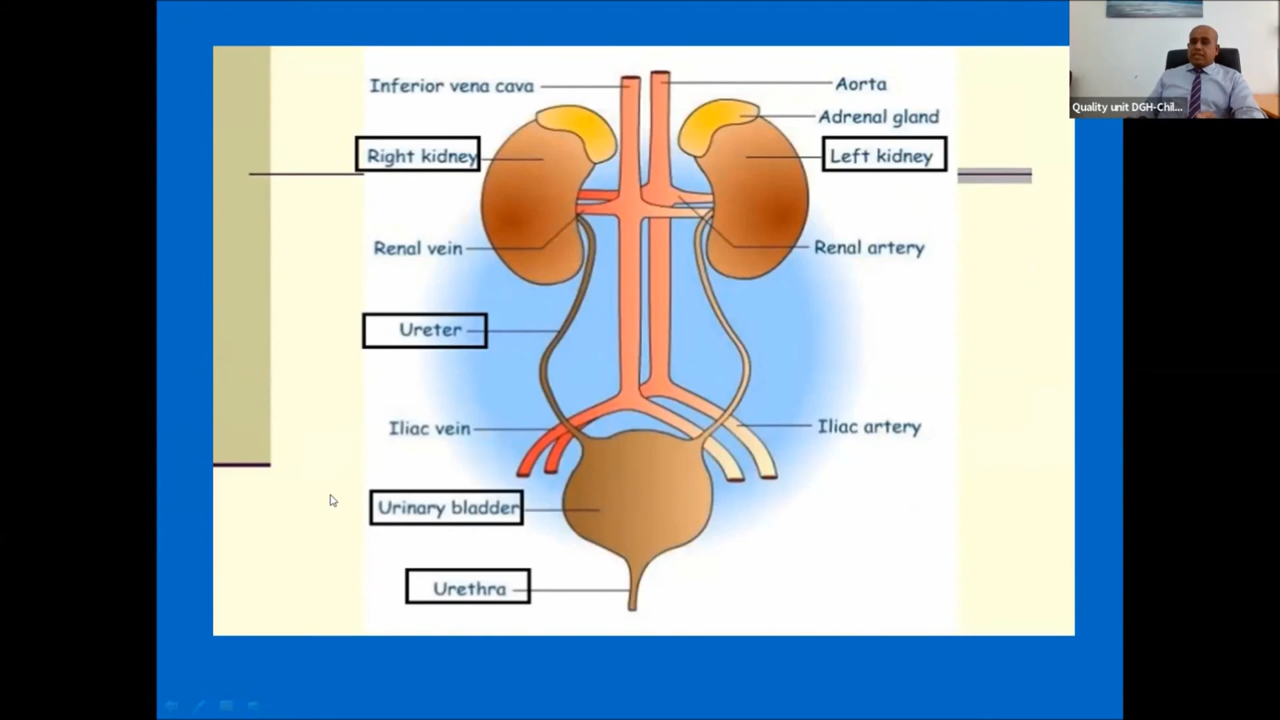 Inferior vena cava
Aorta
Adrenal gland
Right kidney
Left kidney
Renal vein
Renal artery
Ureter
Iliac vein
Iliac artery
Urinary bladder
Urethra
Quality unit DGH-Chil...